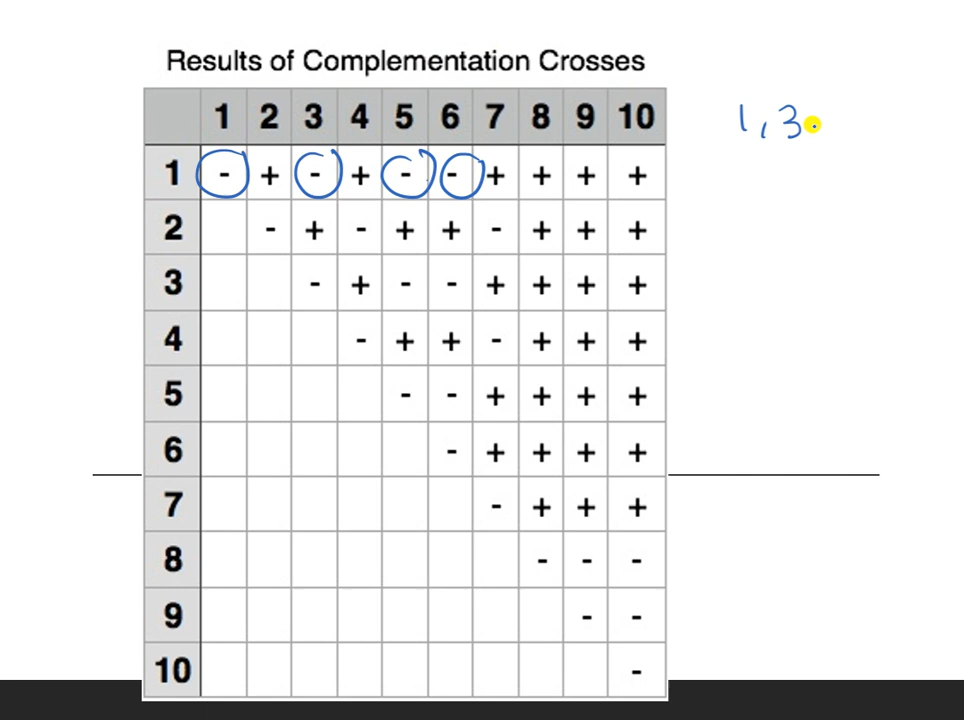 Results of Complementation Crosses
1 2 3 4 5 6 7 8 9 10
1 - + - + - - + + + +
2 - + - + + - + + +
3 - + - - + + + +
4 - + + - + + +
5 - - + + + +
6 - + + + +
7 - + + +
8 - - -
9 - -
10 -
1, 3